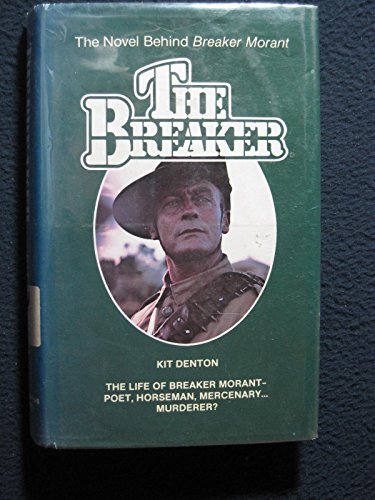 The Novel Behind Breaker Morant
THE
BREAKER
KIT DENTON
THE LIFE OF BREAKER MORANT–
POET, HORSEMAN, MERCENARY...
MURDERER?